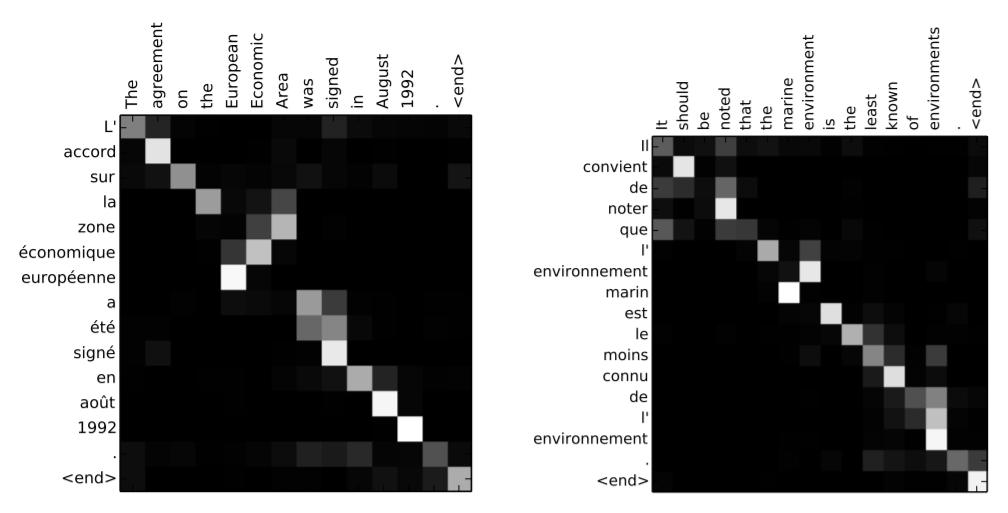 The agreement on the European Economic Area was signed in August 1992 . <end>
L'
accord
sur
la
zone
économique
européenne
a
été
signé
en
août
1992
.
<end>
It should be noted that the marine environment is the least known of environments . <end>
Il
convient
de
noter
que
l'
environnement
marin
est
le
moins
connu
de
l'
environnement
.
<end>